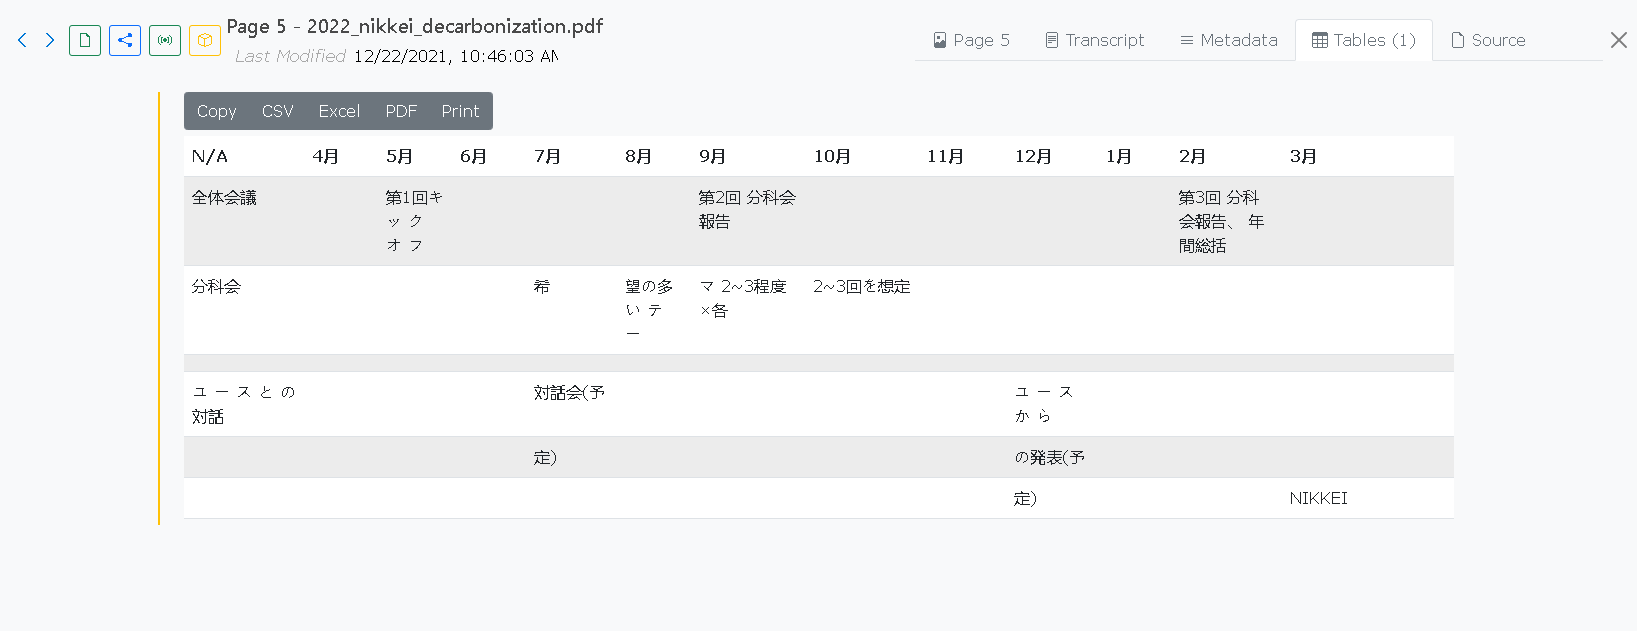 Page 5 - 2022_nikkei_decarbonization.pdf
Last Modified 12/22/2021, 10:46:03 AM
Page 5 Transcript Metadata Tables (1) Source
Copy CSV Excel PDF Print
N/A 4月 5月 6月 7月 8月 9月 10月 11月 12月 1月 2月 3月
全体会議 第1回キ 第2回 分科会 第3回 分科
ッ ク 報告 会報告、 年
オ フ 間総括
分科会 希 望の多 マ 2~3程度 2~3回を想定
い テ ×各
ー
ユ ー ス と の 対話会(予 ユ ー ス
対話 か ら
定) の発表(予
定) NIKKEI